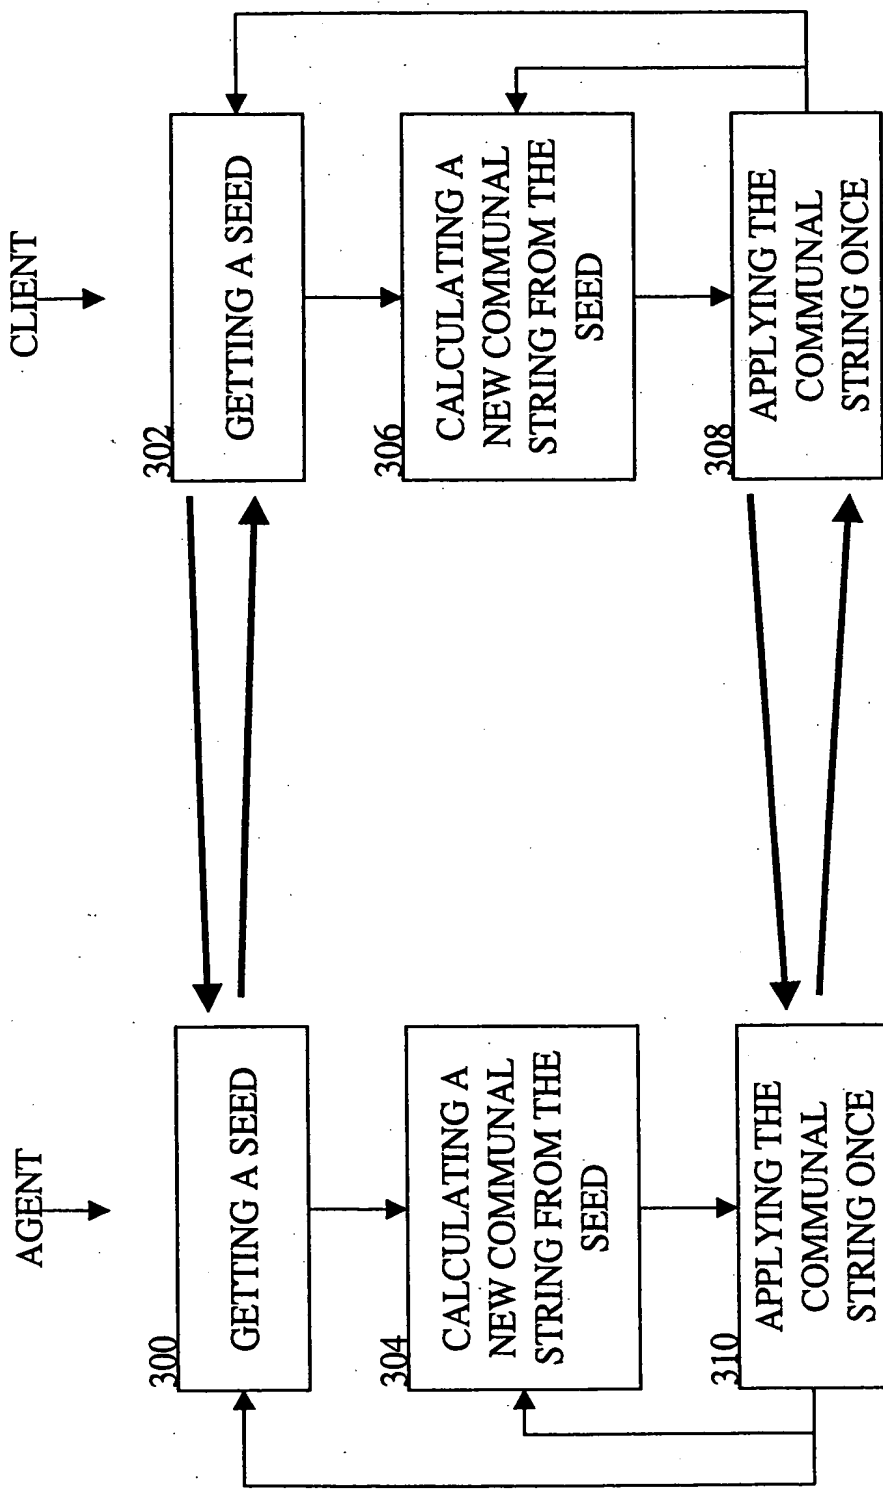 AGENT
300
GETTING A SEED
304
CALCULATING A
NEW COMMUNAL
STRING FROM THE
SEED
310
APPLYING THE
COMMUNAL
STRING ONCE
CLIENT
302
GETTING A SEED
306
CALCULATING A
NEW COMMUNAL
STRING FROM THE
SEED
308
APPLYING THE
COMMUNAL
STRING ONCE